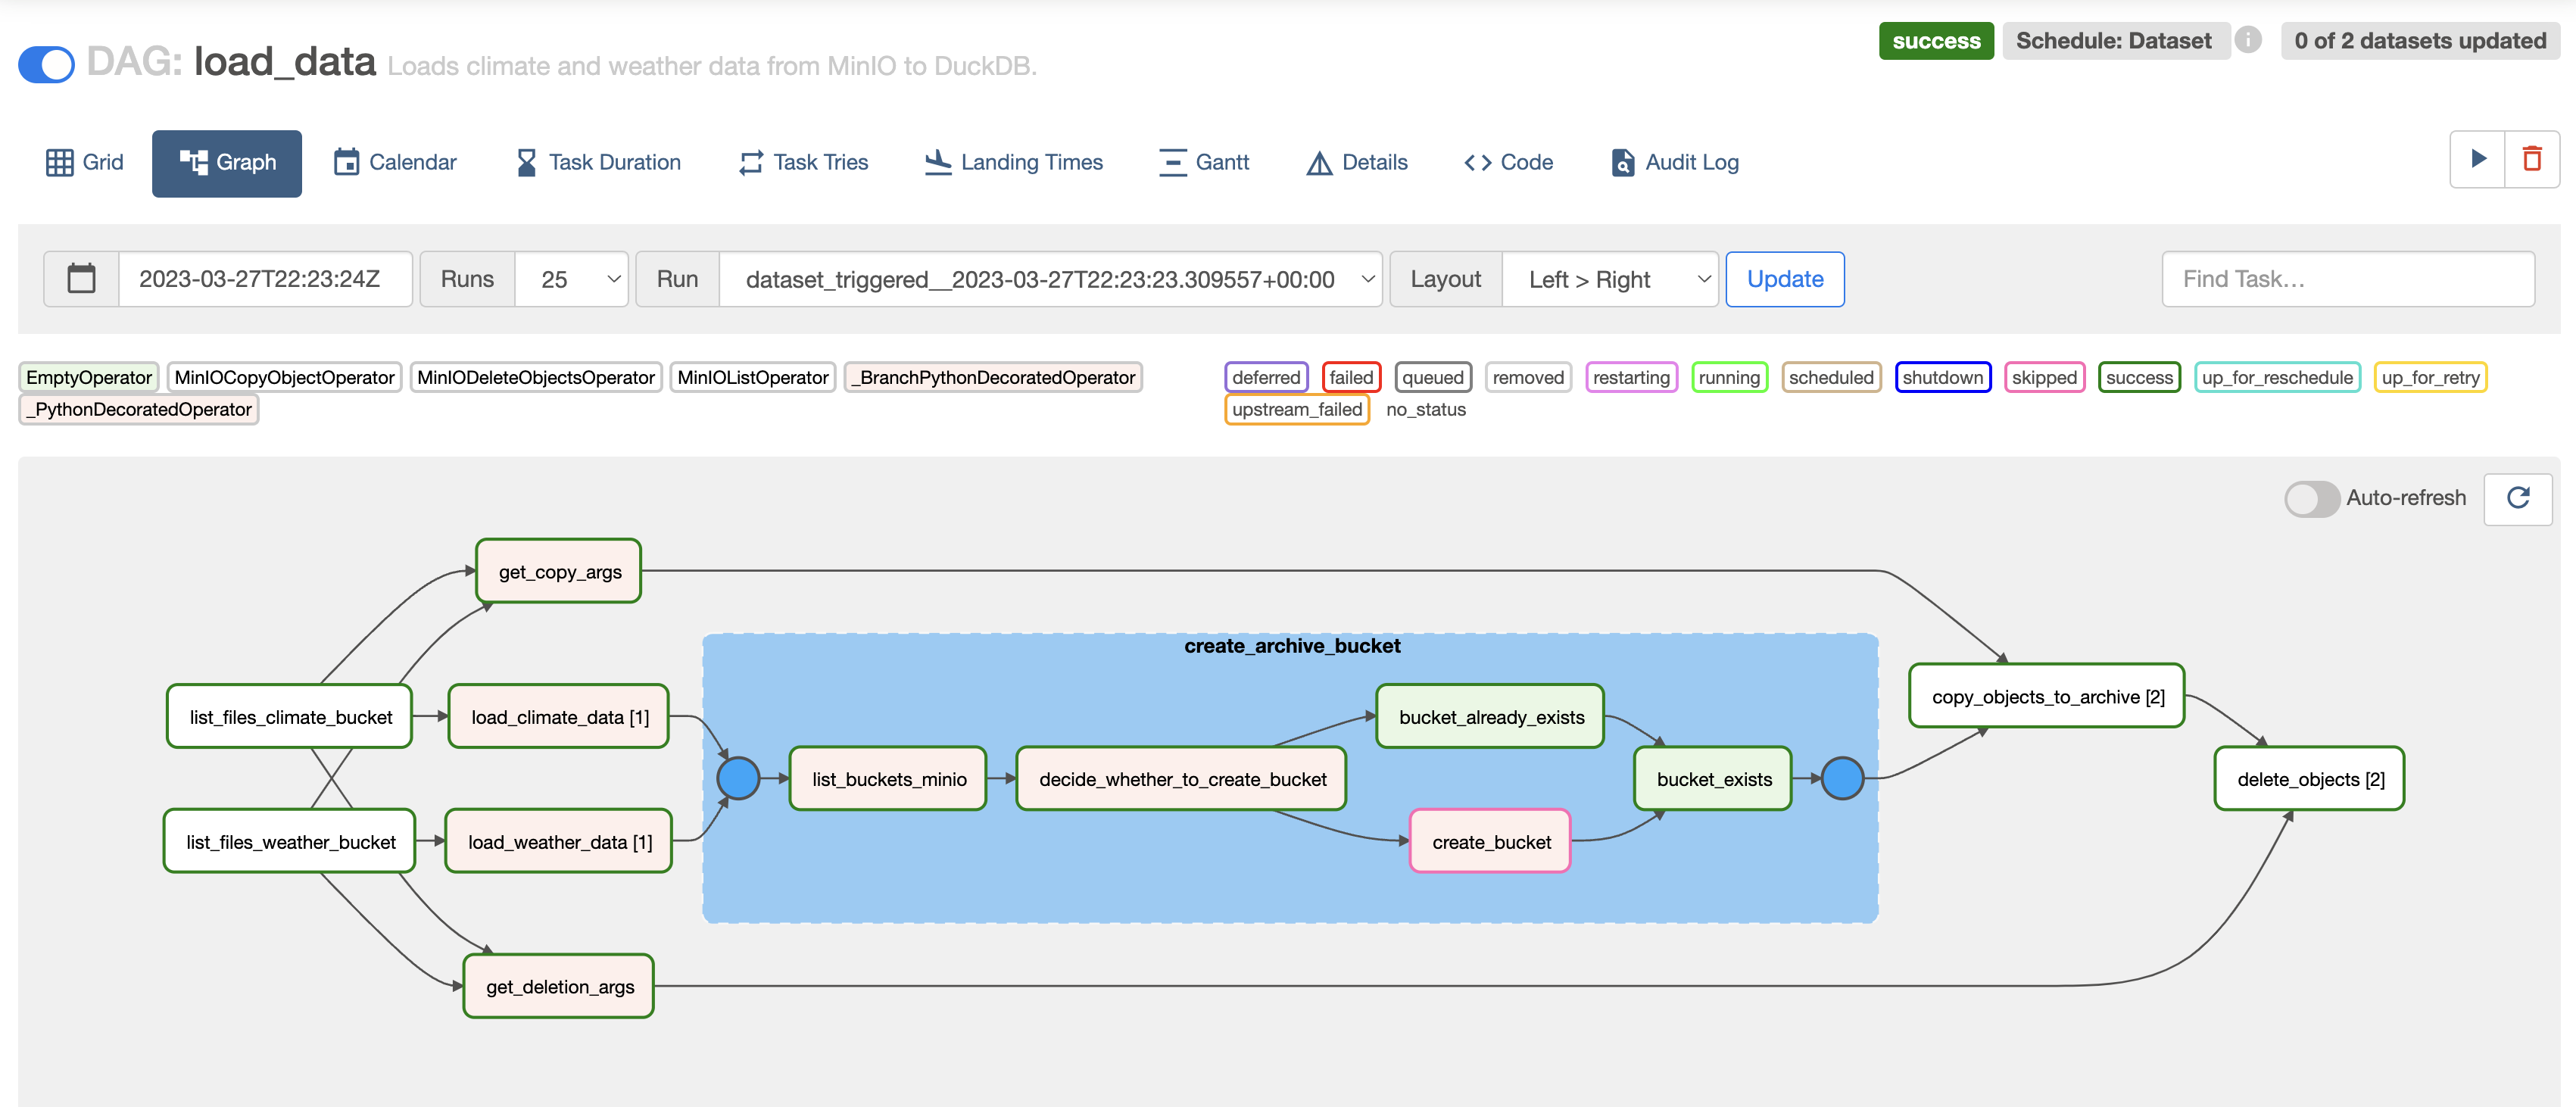 DAG: load_data Loads climate and weather data from MinIO to DuckDB.
success Schedule: Dataset i 0 of 2 datasets updated
Grid Graph Calendar Task Duration Task Tries Landing Times Gantt Details Code Audit Log
2023-03-27T22:23:24Z Runs 25 Run dataset_triggered__2023-03-27T22:23:23.309557+00:00 Layout Left > Right Update Find Task...
EmptyOperator MinIOCopyObjectOperator MinIODeleteObjectsOperator MinIOListOperator _BranchPythonDecoratedOperator
_PythonDecoratedOperator
deferred failed queued removed restarting running scheduled shutdown skipped success up_for_reschedule up_for_retry
upstream_failed no_status
Auto-refresh
get_copy_args
create_archive_bucket
list_files_climate_bucket load_climate_data [1] bucket_already_exists copy_objects_to_archive [2]
list_buckets_minio decide_whether_to_create_bucket bucket_exists delete_objects [2]
list_files_weather_bucket load_weather_data [1] create_bucket
get_deletion_args